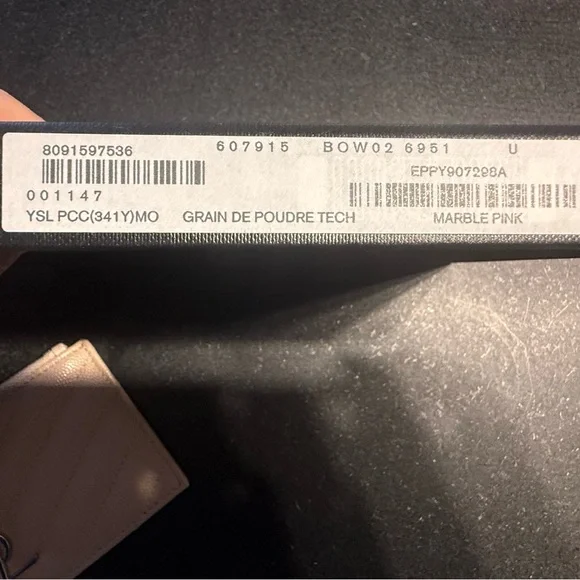 8091597536 607915 BOW02 6951 U
EPPY907298A
001147
YSL PCC(341Y)MO GRAIN DE POUDRE TECH MARBLE PINK